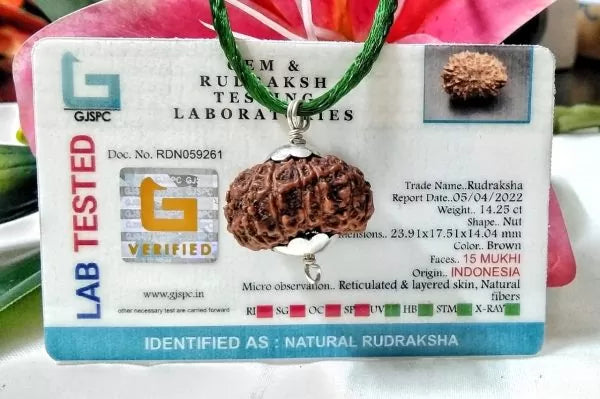 GJSPC
GEM &
RUDRAKSH
TESTING
LABORATORIES
LAB TESTED
Doc. No. RDN059261
GJSPC GJS
G
VERIFIED
www.gjspc.in
other necessary test are carried forward
Trade Name..Rudraksha
Report Date..05/04/2022
Weight.. 14.25 ct
Shape.. Nut
mensions.. 23.91x17.51x14.04 mm
Color.. Brown
Faces.. 15 MUKHI
Origin.. INDONESIA
Micro observation.. Reticulated & layered skin, Natural
fibers
RI SG OC SP UV HB STM X-RAY
IDENTIFIED AS : NATURAL RUDRAKSHA